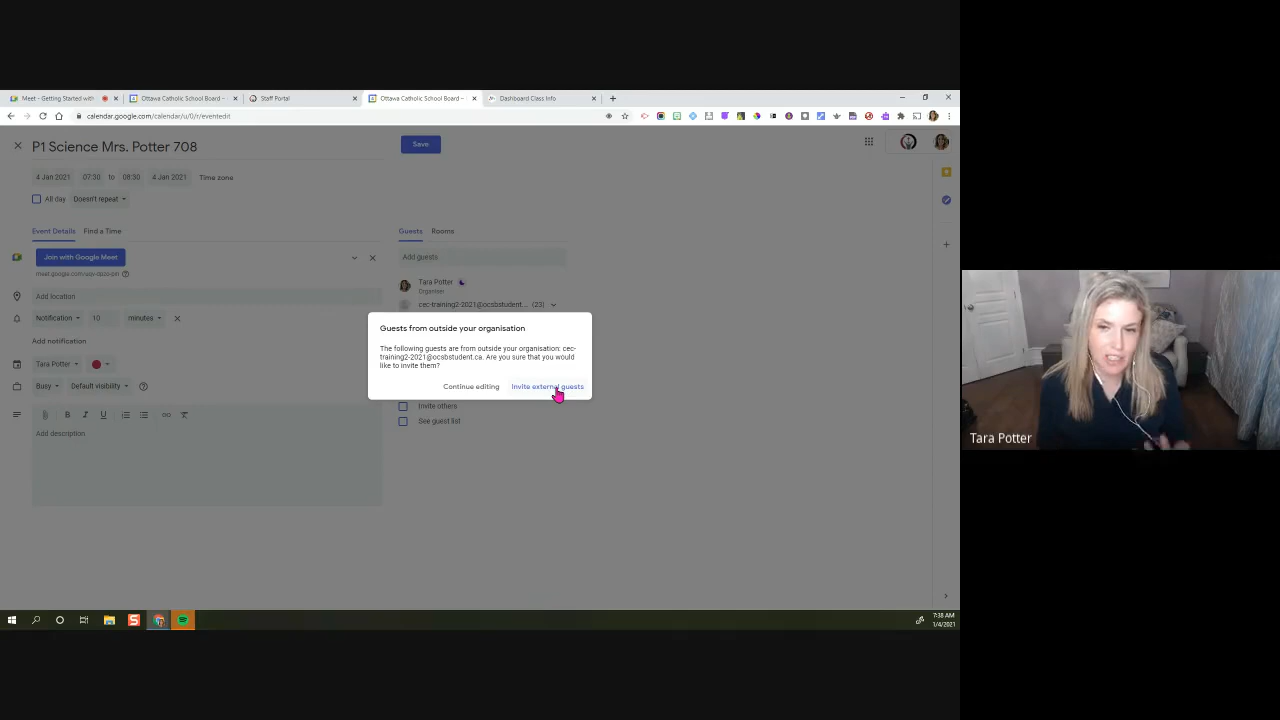 Meet - Getting Started with
Ottawa Catholic School Board -
Staff Portal
Ottawa Catholic School Board -
Dashboard Class Info
calendar.google.com/calendar/u/0/r/eventedit
P1 Science Mrs. Potter 708
Save
4 Jan 2021 07:30 to 08:30 4 Jan 2021 Time zone
All day Doesn't repeat
Event Details Find a Time
Guests Rooms
Join with Google Meet
Add guests
Tara Potter
Organiser
Add location
cec-training2-2021@ocsbstudent... (23)
Notification 10 minutes
Guests from outside your organisation
The following guests are from outside your organisation: cec-
training2-2021@ocsbstudent.ca. Are you sure that you would
like to invite them?
Continue editing Invite external guests
Add notification
Tara Potter
Busy Default visibility
Invite others
See guest list
Add description
Tara Potter
7:38 AM
1/4/2021